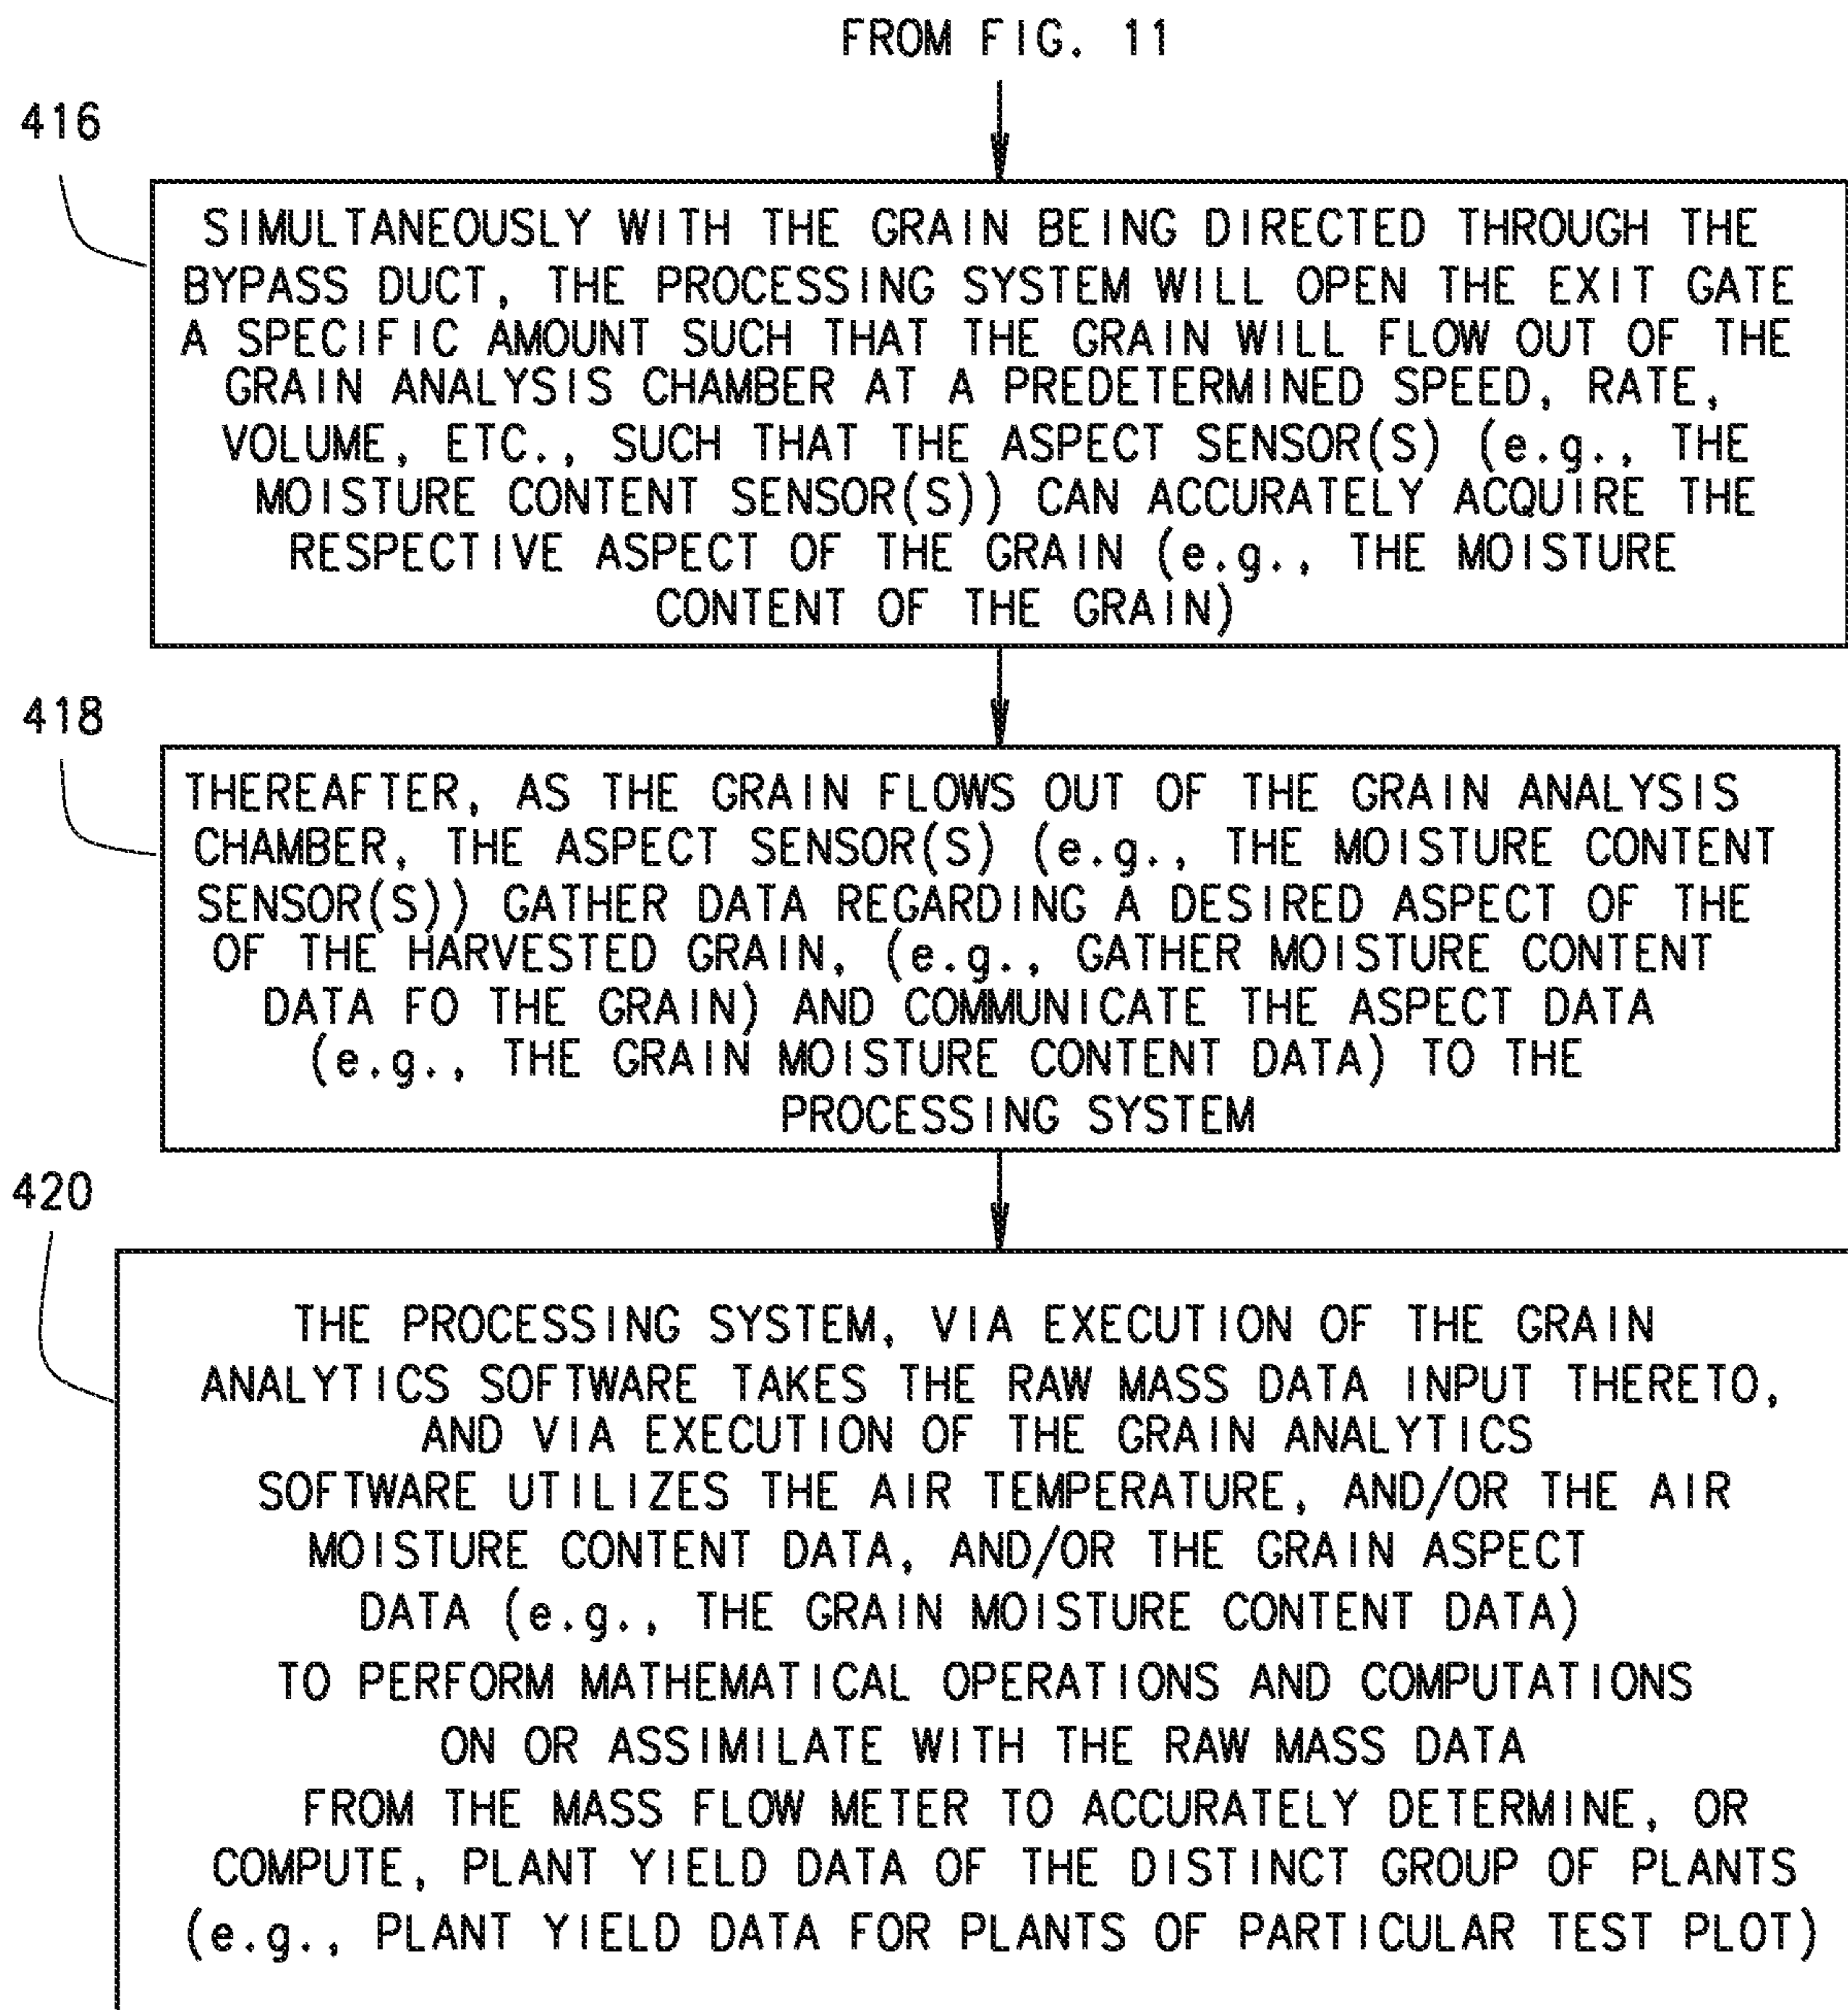 FROM FIG. 11
416
SIMULTANEOUSLY WITH THE GRAIN BEING DIRECTED THROUGH THE
BYPASS DUCT, THE PROCESSING SYSTEM WILL OPEN THE EXIT GATE
A SPECIFIC AMOUNT SUCH THAT THE GRAIN WILL FLOW OUT OF THE
GRAIN ANALYSIS CHAMBER AT A PREDETERMINED SPEED, RATE,
VOLUME, ETC., SUCH THAT THE ASPECT SENSOR(S) (e.g., THE
MOISTURE CONTENT SENSOR(S)) CAN ACCURATELY ACQUIRE THE
RESPECTIVE ASPECT OF THE GRAIN (e.g., THE MOISTURE
CONTENT OF THE GRAIN)
418
THEREAFTER, AS THE GRAIN FLOWS OUT OF THE GRAIN ANALYSIS
CHAMBER, THE ASPECT SENSOR(S) (e.g., THE MOISTURE CONTENT
SENSOR(S)) GATHER DATA REGARDING A DESIRED ASPECT OF THE
OF THE HARVESTED GRAIN, (e.g., GATHER MOISTURE CONTENT
DATA FO THE GRAIN) AND COMMUNICATE THE ASPECT DATA
(e.g., THE GRAIN MOISTURE CONTENT DATA) TO THE
PROCESSING SYSTEM
420
THE PROCESSING SYSTEM, VIA EXECUTION OF THE GRAIN
ANALYTICS SOFTWARE TAKES THE RAW MASS DATA INPUT THERETO,
AND VIA EXECUTION OF THE GRAIN ANALYTICS
SOFTWARE UTILIZES THE AIR TEMPERATURE, AND/OR THE AIR
MOISTURE CONTENT DATA, AND/OR THE GRAIN ASPECT
DATA (e.g., THE GRAIN MOISTURE CONTENT DATA)
TO PERFORM MATHEMATICAL OPERATIONS AND COMPUTATIONS
ON OR ASSIMILATE WITH THE RAW MASS DATA
FROM THE MASS FLOW METER TO ACCURATELY DETERMINE, OR
COMPUTE, PLANT YIELD DATA OF THE DISTINCT GROUP OF PLANTS
(e.g., PLANT YIELD DATA FOR PLANTS OF PARTICULAR TEST PLOT)